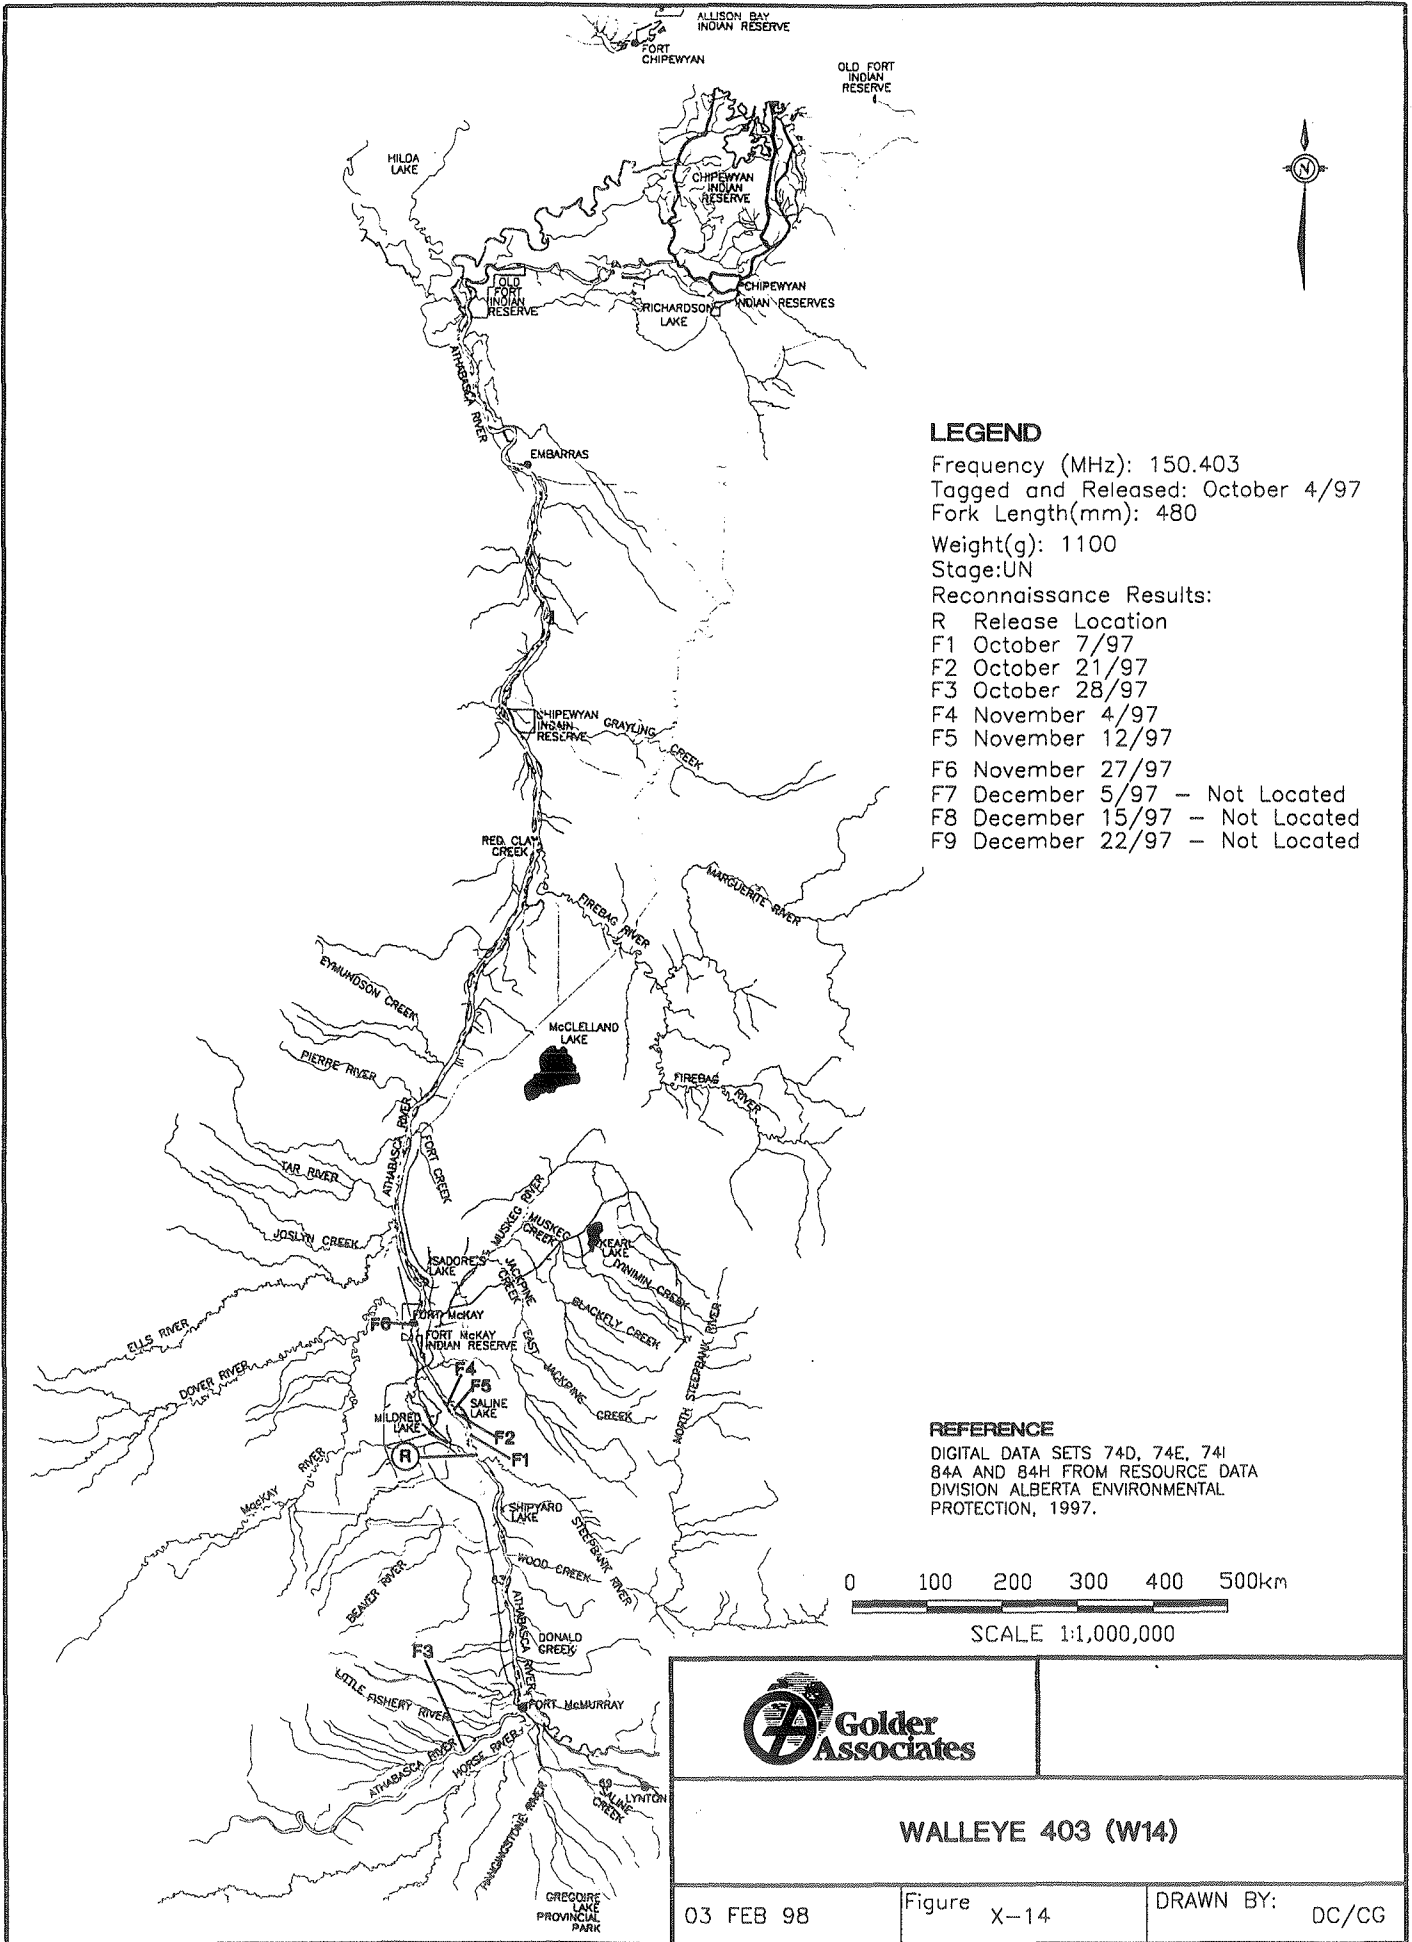 ALLISON BAY
INDIAN RESERVE
FORT
CHIPEWYAN
OLD FORT
INDIAN
RESERVE
HILDA
LAKE
CHIPEWYAN
INDIAN
RESERVE
OLD
FORT
INDIAN
RESERVE
CHIPEWYAN
INDIAN RESERVES
RICHARDSON
LAKE
ATHABASCA RIVER
EMBARRAS
LEGEND
Frequency (MHz): 150.403
Tagged and Released: October 4/97
Fork Length(mm): 480
Weight(g): 1100
Stage:UN
Reconnaissance Results:
R Release Location
F1 October 7/97
F2 October 21/97
F3 October 28/97
F4 November 4/97
F5 November 12/97
F6 November 27/97
F7 December 5/97 – Not Located
F8 December 15/97 – Not Located
F9 December 22/97 – Not Located
CHIPEWYAN
INDAIN
RESERVE
GRAYLING
CREEK
RED CLAY
CREEK
MARGUERITE RIVER
FIREBAG RIVER
EYMUNDSON CREEK
McCLELLAND
LAKE
PIERRE RIVER
FIREBAG RIVER
ATHABASCA RIVER
FORT CREEK
TAR RIVER
JOSLYN CREEK
MUSKEG RIVER
MUSKEG
CREEK
KEARL
LAKE
ISADORE'S
LAKE
JACKPINE
CREEK
IYINIMIN CREEK
BLACKFLY CREEK
FORT McKAY
F6
FORT McKAY
INDIAN RESERVE
ELLS RIVER
DOVER RIVER
EAST JACKPINE
CREEK
NORTH STEEPBANK RIVER
F4
F5
SALINE
LAKE
MILDRED
LAKE
F2
F1
R
MacKAY RIVER
SHIPYARD
LAKE
STEEPBANK RIVER
WOOD CREEK
BEAVER RIVER
63
ATHABASCA RIVER
DONALD
CREEK
F3
LITTLE FISHERY RIVER
FORT McMURRAY
ATHABASCA RIVER
HORSE RIVER
HANGINGSTONE RIVER
69
SALINE
CREEK
LYNTON
GREGOIRE
LAKE
PROVINCIAL
PARK
N
REFERENCE
DIGITAL DATA SETS 74D, 74E, 74I
84A AND 84H FROM RESOURCE DATA
DIVISION ALBERTA ENVIRONMENTAL
PROTECTION, 1997.
0 100 200 300 400 500km
SCALE 1:1,000,000
Golder
Associates
WALLEYE 403 (W14)
03 FEB 98
Figure X–14
DRAWN BY: DC/CG